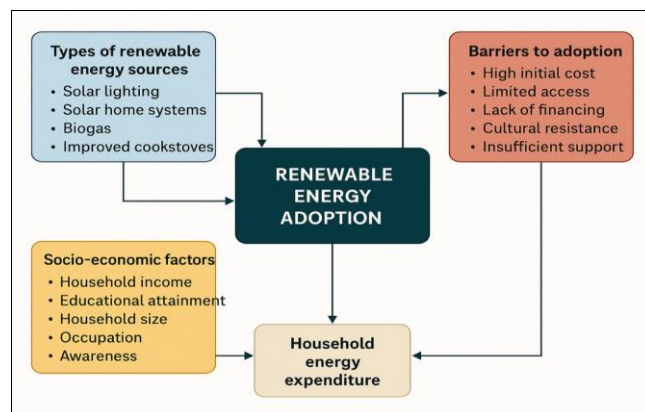 Types of renewable
energy sources
• Solar lighting
• Solar home systems
• Biogas
• Improved cookstoves
Barriers to adoption
• High initial cost
• Limited access
• Lack of financing
• Cultural resistance
• Insufficient support
RENEWABLE
ENERGY
ADOPTION
Socio-economic factors
• Household income
• Educational attainment
• Household size
• Occupation
• Awareness
Household
energy
expenditure